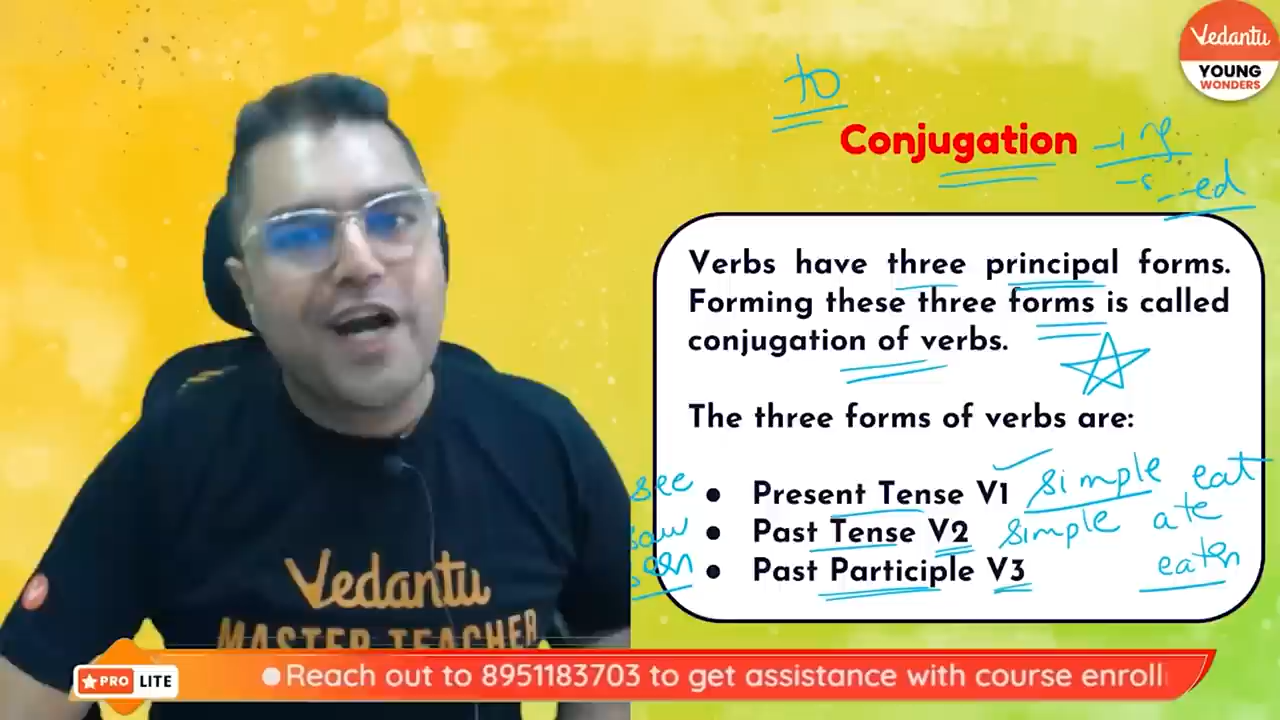 Vedantu
YOUNG
WONDERS
to
Conjugation
-ing
-s
-ed
Verbs have three principal forms.
Forming these three forms is called
conjugation of verbs.
The three forms of verbs are:
see • Present Tense V1 simple eat
saw • Past Tense V2 simple ate
seen • Past Participle V3 eaten
Vedantu
MASTER TEACHER
PRO LITE
Reach out to 8951183703 to get assistance with course enroll